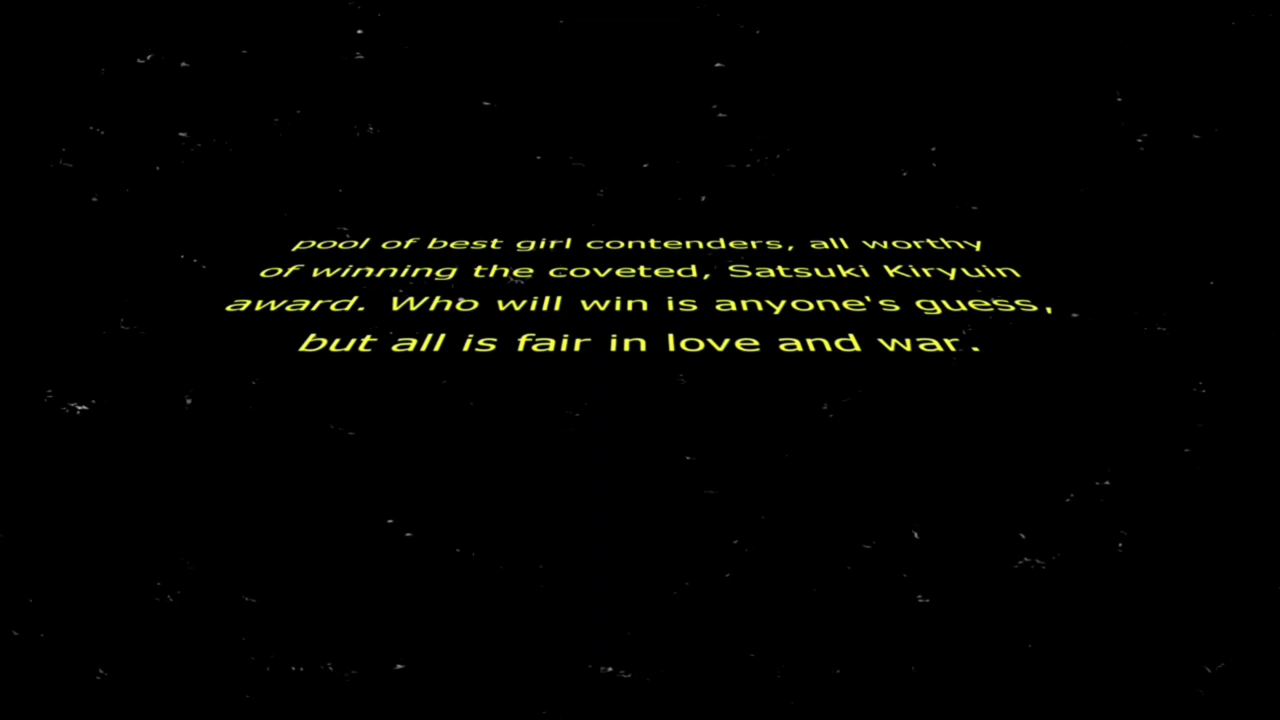 pool of best girl contenders, all worthy
of winning the coveted, Satsuki Kiryuin
award. Who will win is anyone's guess,
but all is fair in love and war.